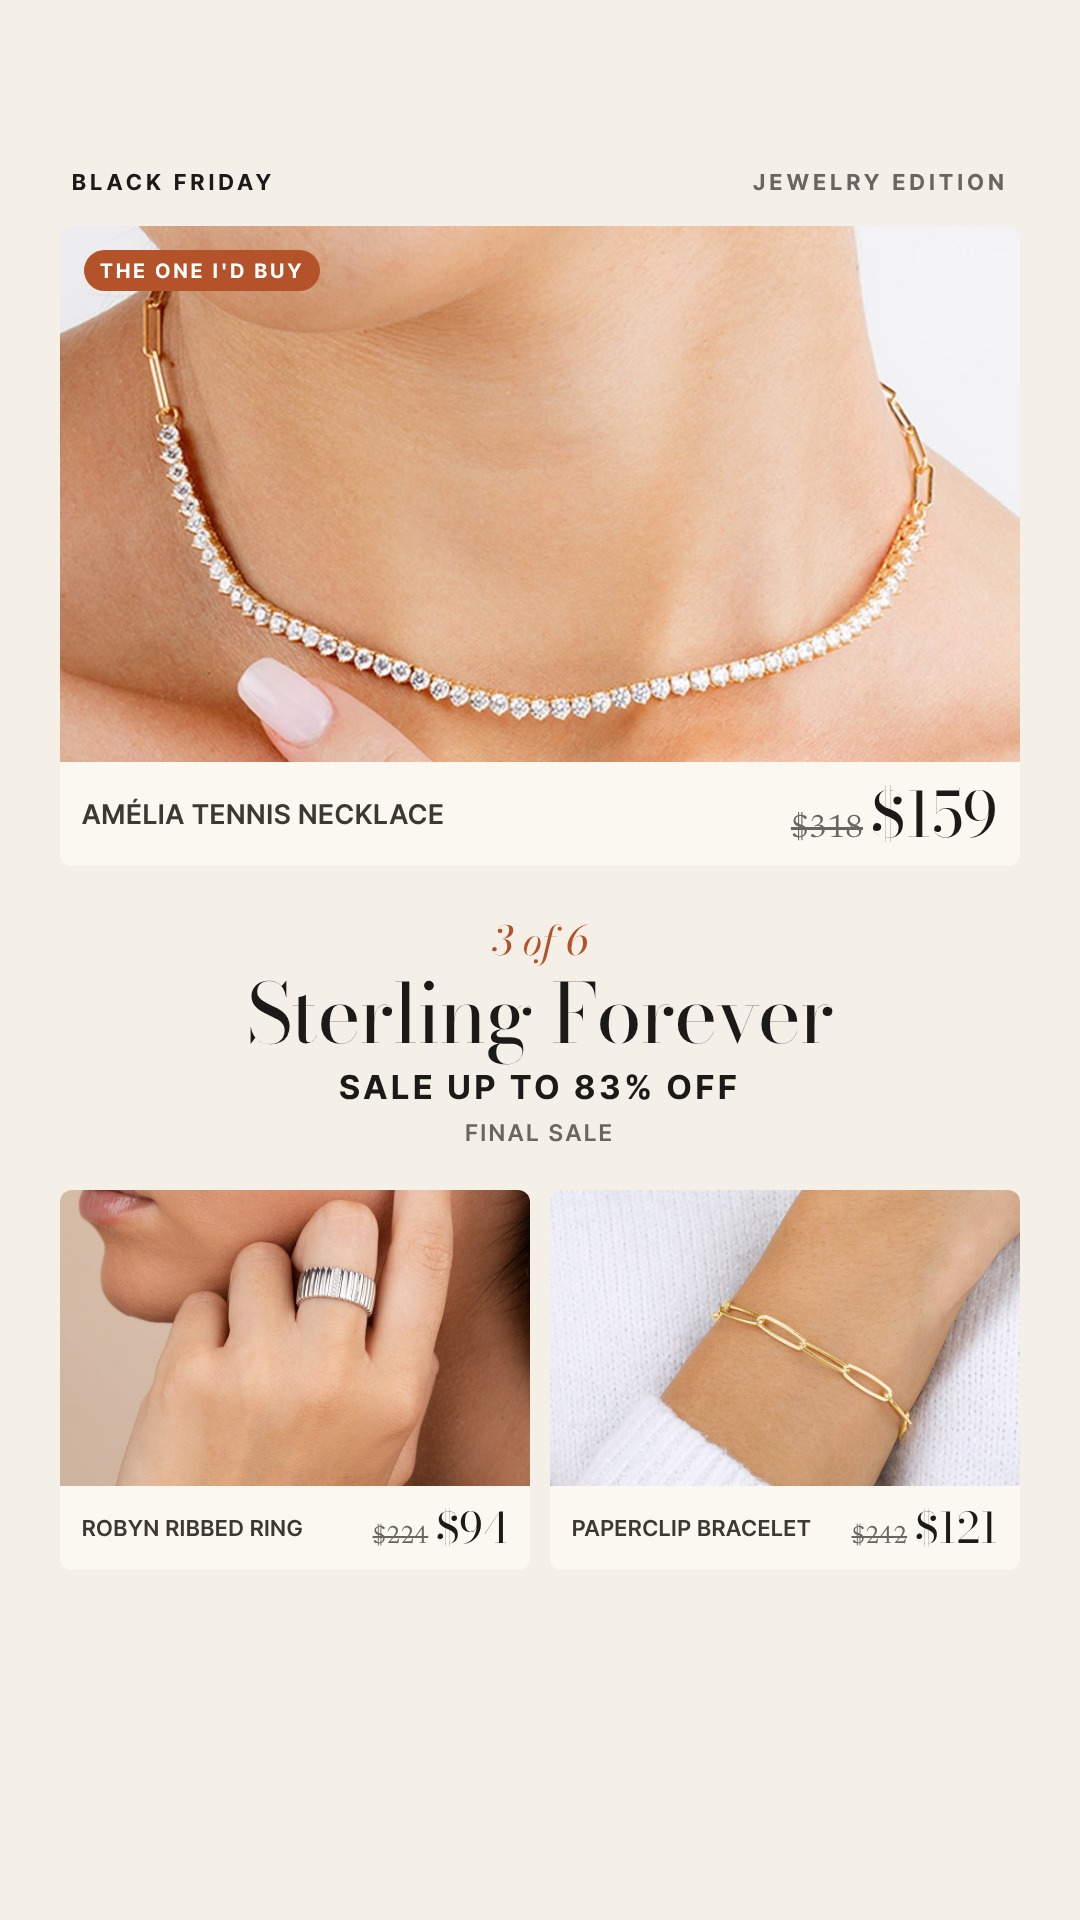 BLACK FRIDAY
JEWELRY EDITION
THE ONE I'D BUY
AMÉLIA TENNIS NECKLACE
$318 $159
3 of 6
Sterling Forever
SALE UP TO 83% OFF
FINAL SALE
ROBYN RIBBED RING
$224 $94
PAPERCLIP BRACELET
$242 $121